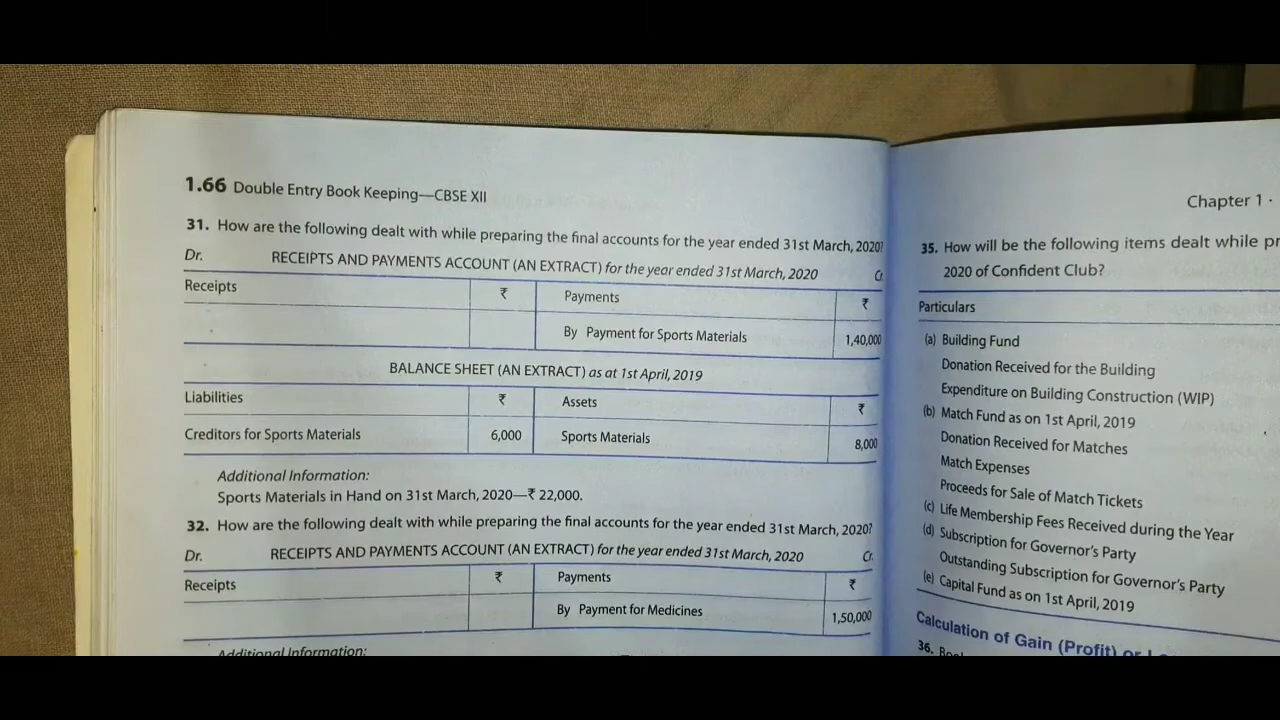 1.66 Double Entry Book Keeping—CBSE XII
31. How are the following dealt with while preparing the final accounts for the year ended 31st March, 2020?
Dr. RECEIPTS AND PAYMENTS ACCOUNT (AN EXTRACT) for the year ended 31st March, 2020 Cr.
Receipts ₹ Payments ₹
By Payment for Sports Materials 1,40,000
BALANCE SHEET (AN EXTRACT) as at 1st April, 2019
Liabilities ₹ Assets ₹
Creditors for Sports Materials 6,000 Sports Materials 8,000
Additional Information:
Sports Materials in Hand on 31st March, 2020—₹ 22,000.
32. How are the following dealt with while preparing the final accounts for the year ended 31st March, 2020?
Dr. RECEIPTS AND PAYMENTS ACCOUNT (AN EXTRACT) for the year ended 31st March, 2020 Cr.
Receipts ₹ Payments ₹
By Payment for Medicines 1,50,000
Additional Information:
Chapter 1 ·
35. How will be the following items dealt while pr
2020 of Confident Club?
Particulars
(a) Building Fund
Donation Received for the Building
Expenditure on Building Construction (WIP)
(b) Match Fund as on 1st April, 2019
Donation Received for Matches
Match Expenses
Proceeds for Sale of Match Tickets
(c) Life Membership Fees Received during the Year
(d) Subscription for Governor's Party
Outstanding Subscription for Governor's Party
(e) Capital Fund as on 1st April, 2019
Calculation of Gain (Profit) or
36.